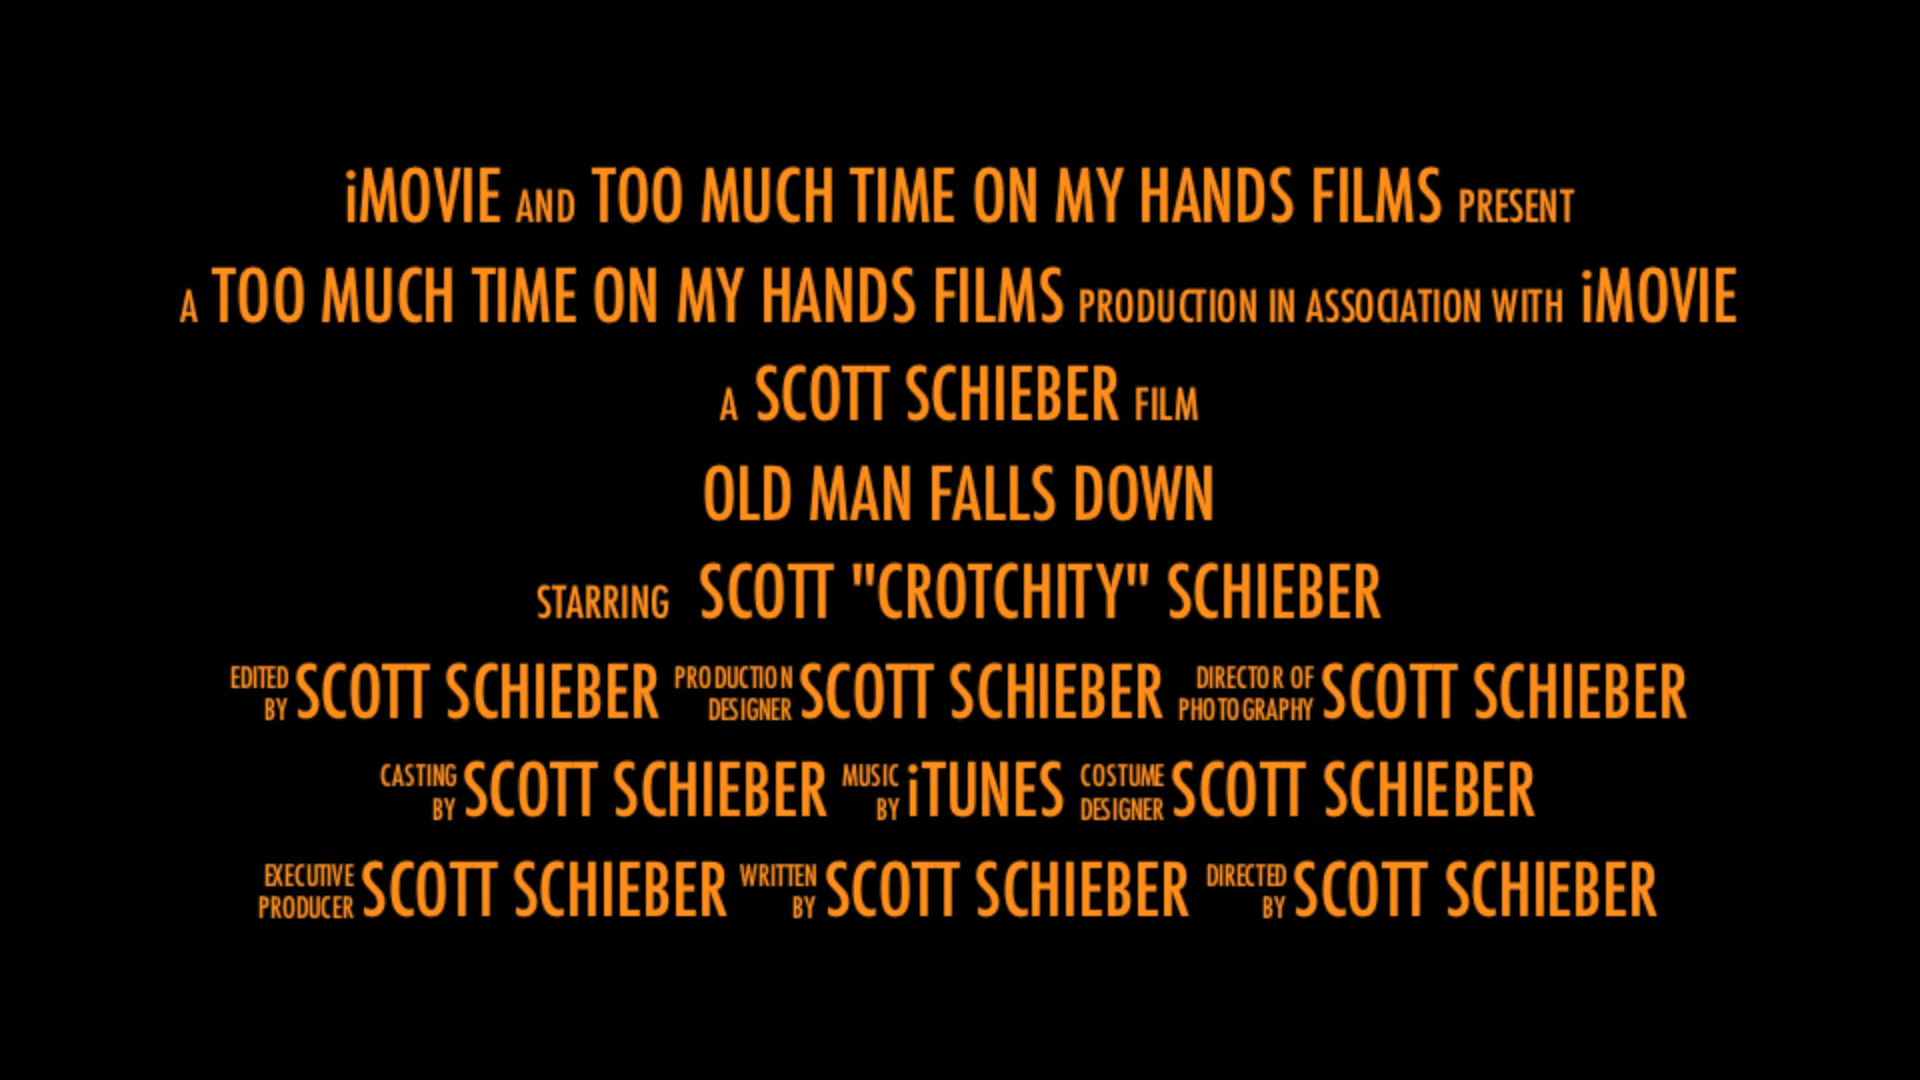 iMOVIE AND TOO MUCH TIME ON MY HANDS FILMS PRESENT
A TOO MUCH TIME ON MY HANDS FILMS PRODUCTION IN ASSOCIATION WITH iMOVIE
A SCOTT SCHIEBER FILM
OLD MAN FALLS DOWN
STARRING SCOTT "CROTCHITY" SCHIEBER
EDITED BY SCOTT SCHIEBER PRODUCTION DESIGNER SCOTT SCHIEBER DIRECTOR OF PHOTOGRAPHY SCOTT SCHIEBER
CASTING BY SCOTT SCHIEBER MUSIC BY iTUNES COSTUME DESIGNER SCOTT SCHIEBER
EXECUTIVE PRODUCER SCOTT SCHIEBER WRITTEN BY SCOTT SCHIEBER DIRECTED BY SCOTT SCHIEBER